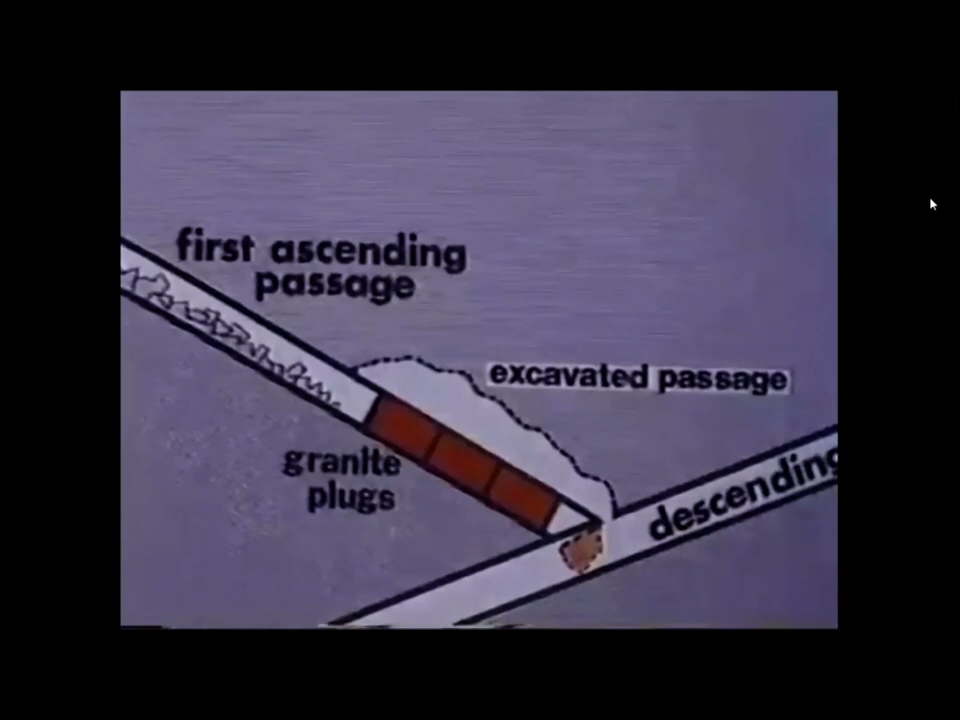 first ascending
passage
excavated passage
granite
plugs
descending